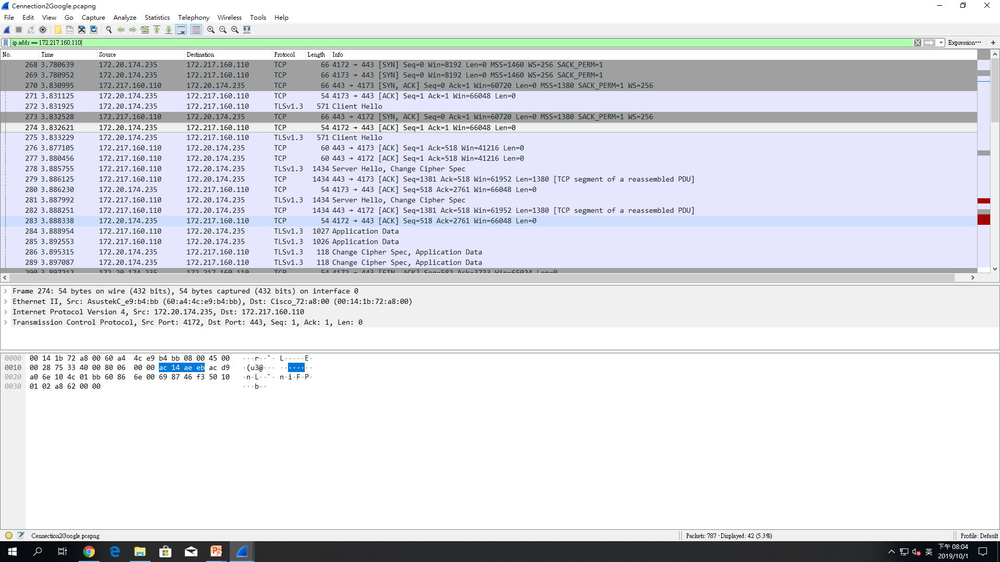 Cennection2Google.pcapng
File Edit View Go Capture Analyze Statistics Telephony Wireless Tools Help
ip.addr == 172.217.160.110
Expression…
+
No. Time Source Destination Protocol Length Info
268 3.780639 172.20.174.235 172.217.160.110 TCP 66 4172 → 443 [SYN] Seq=0 Win=8192 Len=0 MSS=1460 WS=256 SACK_PERM=1
269 3.780952 172.20.174.235 172.217.160.110 TCP 66 4173 → 443 [SYN] Seq=0 Win=8192 Len=0 MSS=1460 WS=256 SACK_PERM=1
270 3.830995 172.217.160.110 172.20.174.235 TCP 66 443 → 4173 [SYN, ACK] Seq=0 Ack=1 Win=60720 Len=0 MSS=1380 SACK_PERM=1 WS=256
271 3.831125 172.20.174.235 172.217.160.110 TCP 54 4173 → 443 [ACK] Seq=1 Ack=1 Win=66048 Len=0
272 3.831925 172.20.174.235 172.217.160.110 TLSv1.3 571 Client Hello
273 3.832528 172.217.160.110 172.20.174.235 TCP 66 443 → 4172 [SYN, ACK] Seq=0 Ack=1 Win=60720 Len=0 MSS=1380 SACK_PERM=1 WS=256
274 3.832621 172.20.174.235 172.217.160.110 TCP 54 4172 → 443 [ACK] Seq=1 Ack=1 Win=66048 Len=0
275 3.833229 172.20.174.235 172.217.160.110 TLSv1.3 571 Client Hello
276 3.877105 172.217.160.110 172.20.174.235 TCP 60 443 → 4173 [ACK] Seq=1 Ack=518 Win=41216 Len=0
277 3.880456 172.217.160.110 172.20.174.235 TCP 60 443 → 4172 [ACK] Seq=1 Ack=518 Win=41216 Len=0
278 3.885755 172.217.160.110 172.20.174.235 TLSv1.3 1434 Server Hello, Change Cipher Spec
279 3.886125 172.217.160.110 172.20.174.235 TCP 1434 443 → 4173 [ACK] Seq=1381 Ack=518 Win=61952 Len=1380 [TCP segment of a reassembled PDU]
280 3.886230 172.20.174.235 172.217.160.110 TCP 54 4173 → 443 [ACK] Seq=518 Ack=2761 Win=66048 Len=0
281 3.887992 172.217.160.110 172.20.174.235 TLSv1.3 1434 Server Hello, Change Cipher Spec
282 3.888251 172.217.160.110 172.20.174.235 TCP 1434 443 → 4172 [ACK] Seq=1381 Ack=518 Win=61952 Len=1380 [TCP segment of a reassembled PDU]
283 3.888338 172.20.174.235 172.217.160.110 TCP 54 4172 → 443 [ACK] Seq=518 Ack=2761 Win=66048 Len=0
284 3.888954 172.217.160.110 172.20.174.235 TLSv1.3 1027 Application Data
285 3.892553 172.217.160.110 172.20.174.235 TLSv1.3 1026 Application Data
286 3.895315 172.20.174.235 172.217.160.110 TLSv1.3 118 Change Cipher Spec, Application Data
289 3.897087 172.20.174.235 172.217.160.110 TLSv1.3 118 Change Cipher Spec, Application Data
290 3.897212 172.20.174.235 172.217.160.110 TCP 54 4172 → 443 [FIN, ACK] Seq=582 Ack=3733 Win=65024 Len=0
Frame 274: 54 bytes on wire (432 bits), 54 bytes captured (432 bits) on interface 0
Ethernet II, Src: AsustekC_e9:b4:bb (60:a4:4c:e9:b4:bb), Dst: Cisco_72:a8:00 (00:14:1b:72:a8:00)
Internet Protocol Version 4, Src: 172.20.174.235, Dst: 172.217.160.110
Transmission Control Protocol, Src Port: 4172, Dst Port: 443, Seq: 1, Ack: 1, Len: 0
0000 00 14 1b 72 a8 00 60 a4 4c e9 b4 bb 08 00 45 00 ···r··`· L·····E·
0010 00 28 75 33 40 00 80 06 00 00 ac 14 ae eb ac d9 ·(u3@··· ········
0020 a0 6e 10 4c 01 bb 60 86 6e 00 69 87 46 f3 50 10 ·n·L··`· n·i·F·P·
0030 01 02 a8 62 00 00 ···b··
Cennection2Google.pcapng
Packets: 787 · Displayed: 42 (5.3%)
Profile: Default
英
下午 08:04
2019/10/1